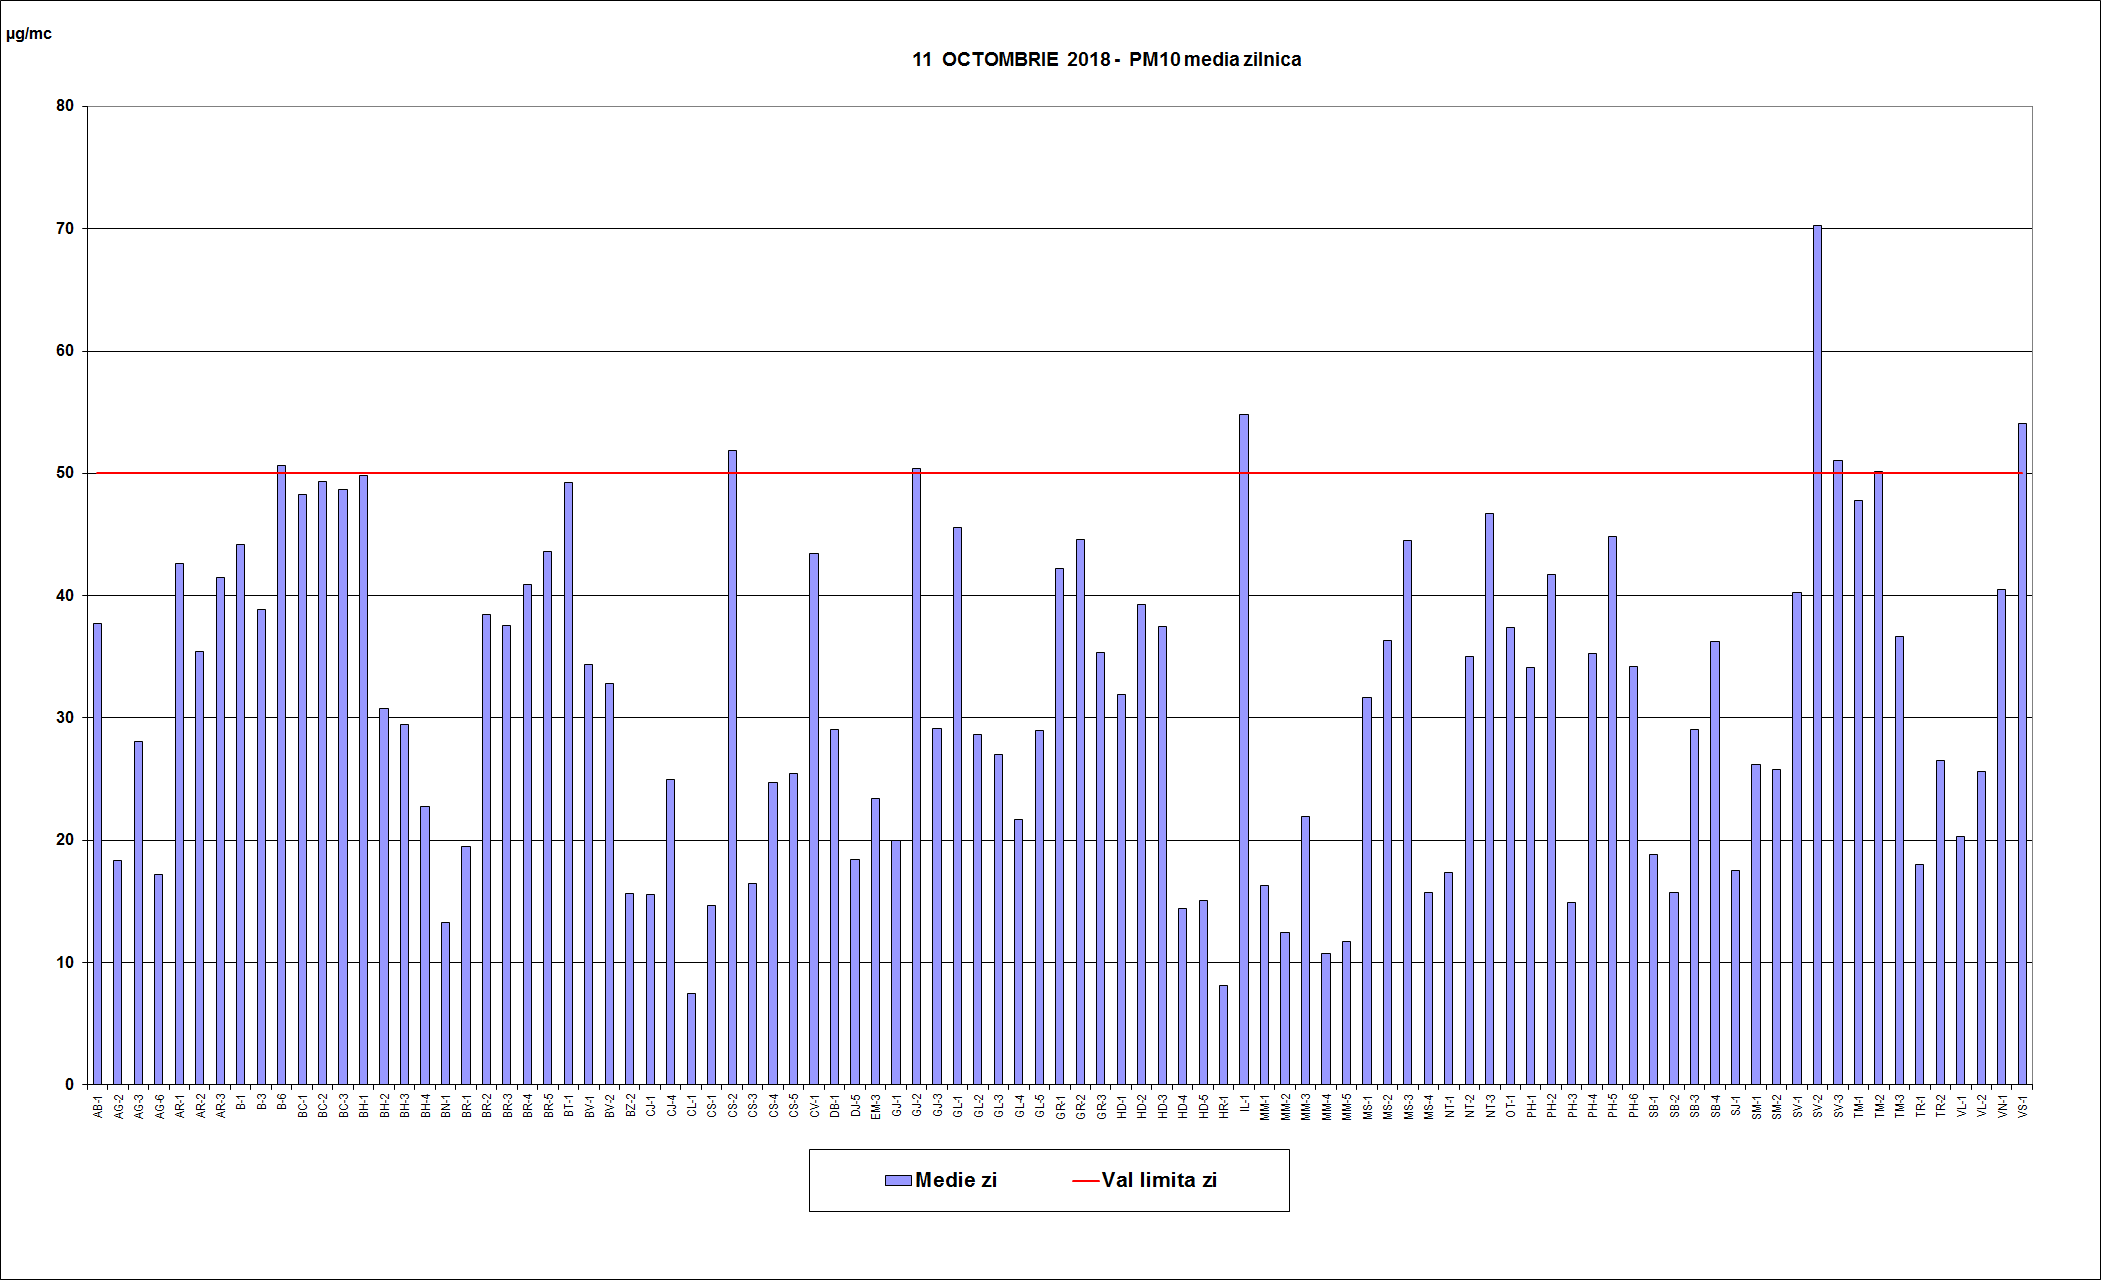 µg/mc
11 OCTOMBRIE 2018 - PM10 media zilnica
80
70
60
50
40
30
20
10
0
AB-1 AG-2 AG-3 AG-6 AR-1 AR-2 AR-3 B-1 B-3 B-6 BC-1 BC-2 BC-3 BH-1 BH-2 BH-3 BH-4 BN-1 BR-1 BR-2 BR-3 BR-4 BR-5 BT-1 BV-1 BV-2 BZ-2 CJ-1 CJ-4 CL-1 CS-1 CS-2 CS-3 CS-4 CS-5 CV-1 DB-1 DJ-5 EM-3 GJ-1 GJ-2 GJ-3 GL-1 GL-2 GL-3 GL-4 GL-5 GR-1 GR-2 GR-3 HD-1 HD-2 HD-3 HD-4 HD-5 HR-1 IL-1 MM-1 MM-2 MM-3 MM-4 MM-5 MS-1 MS-2 MS-3 MS-4 NT-1 NT-2 NT-3 OT-1 PH-1 PH-2 PH-3 PH-4 PH-5 PH-6 SB-1 SB-2 SB-3 SB-4 SJ-1 SM-1 SM-2 SV-1 SV-2 SV-3 TM-1 TM-2 TM-3 TR-1 TR-2 VL-1 VL-2 VN-1 VS-1
Medie zi Val limita zi